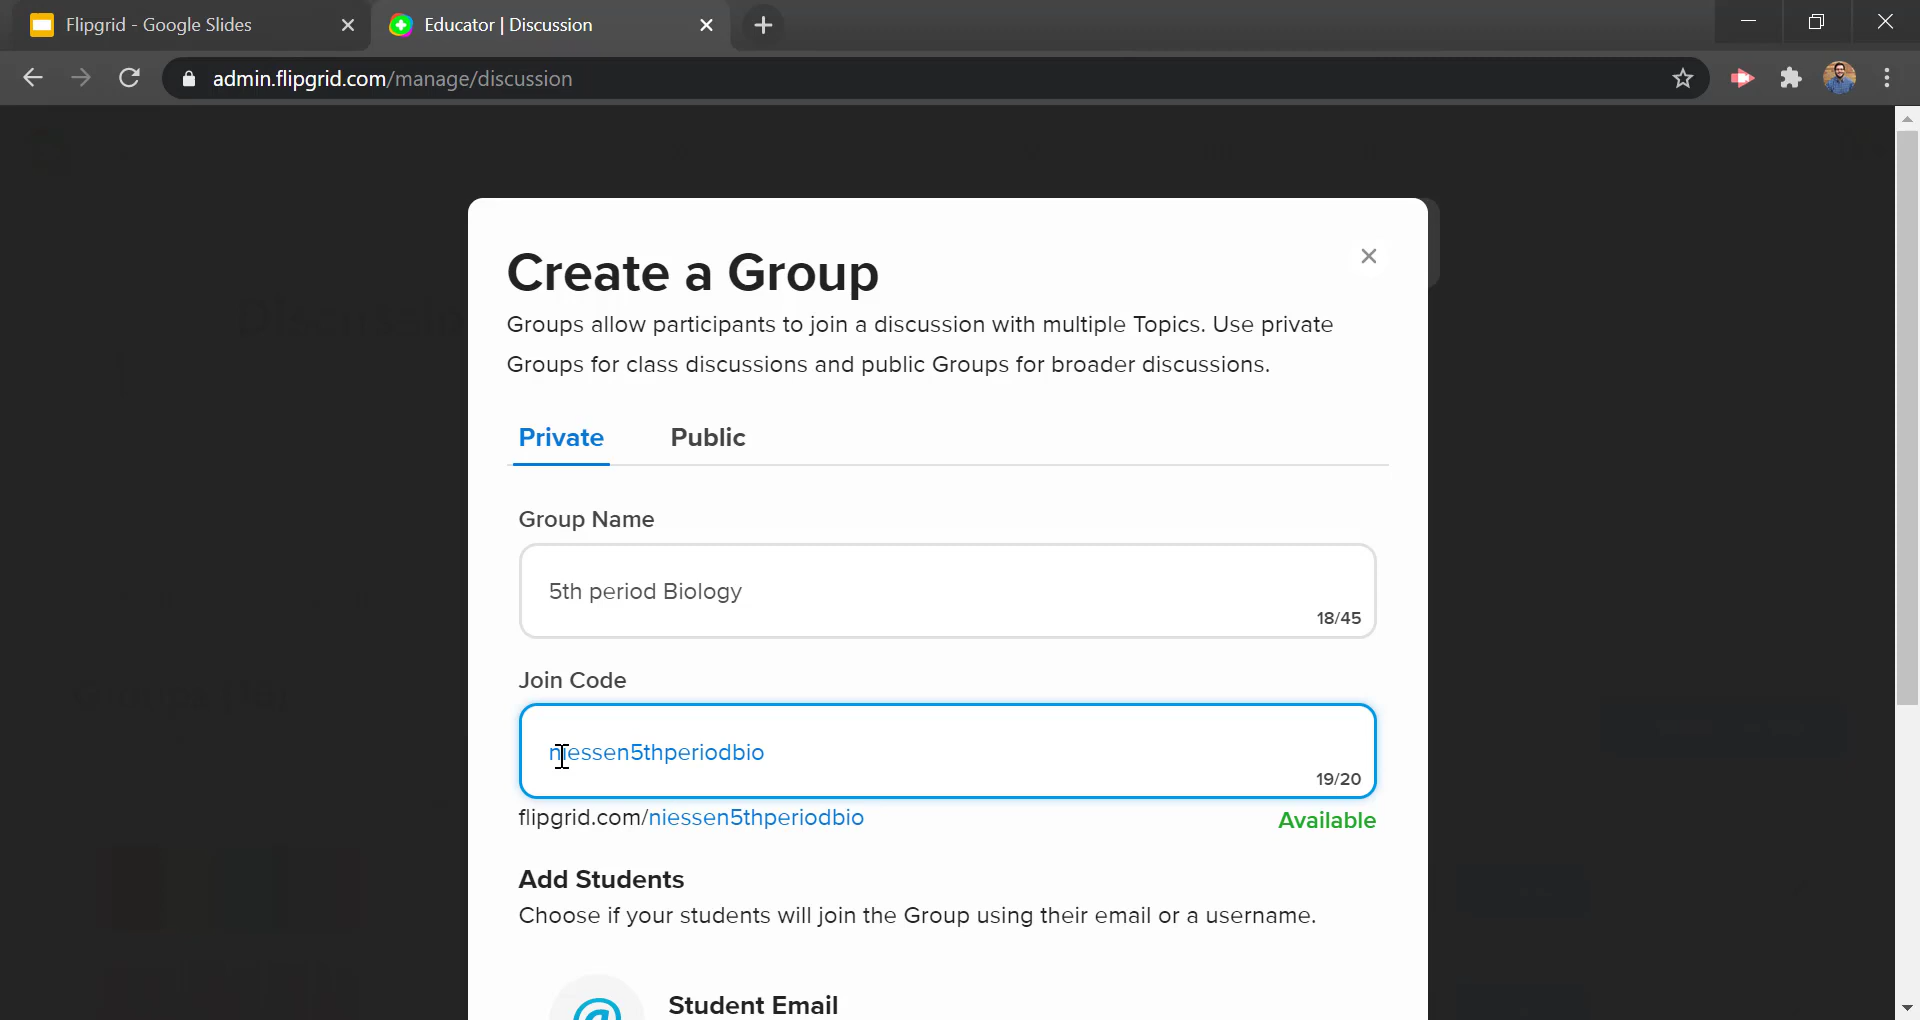 Flipgrid - Google Slides
Educator | Discussion
admin.flipgrid.com/manage/discussion
Create a Group
Groups allow participants to join a discussion with multiple Topics. Use private
Groups for class discussions and public Groups for broader discussions.
Private Public
Group Name
5th period Biology
18/45
Join Code
niessen5thperiodbio
19/20
flipgrid.com/niessen5thperiodbio
Available
Add Students
Choose if your students will join the Group using their email or a username.
@ Student Email